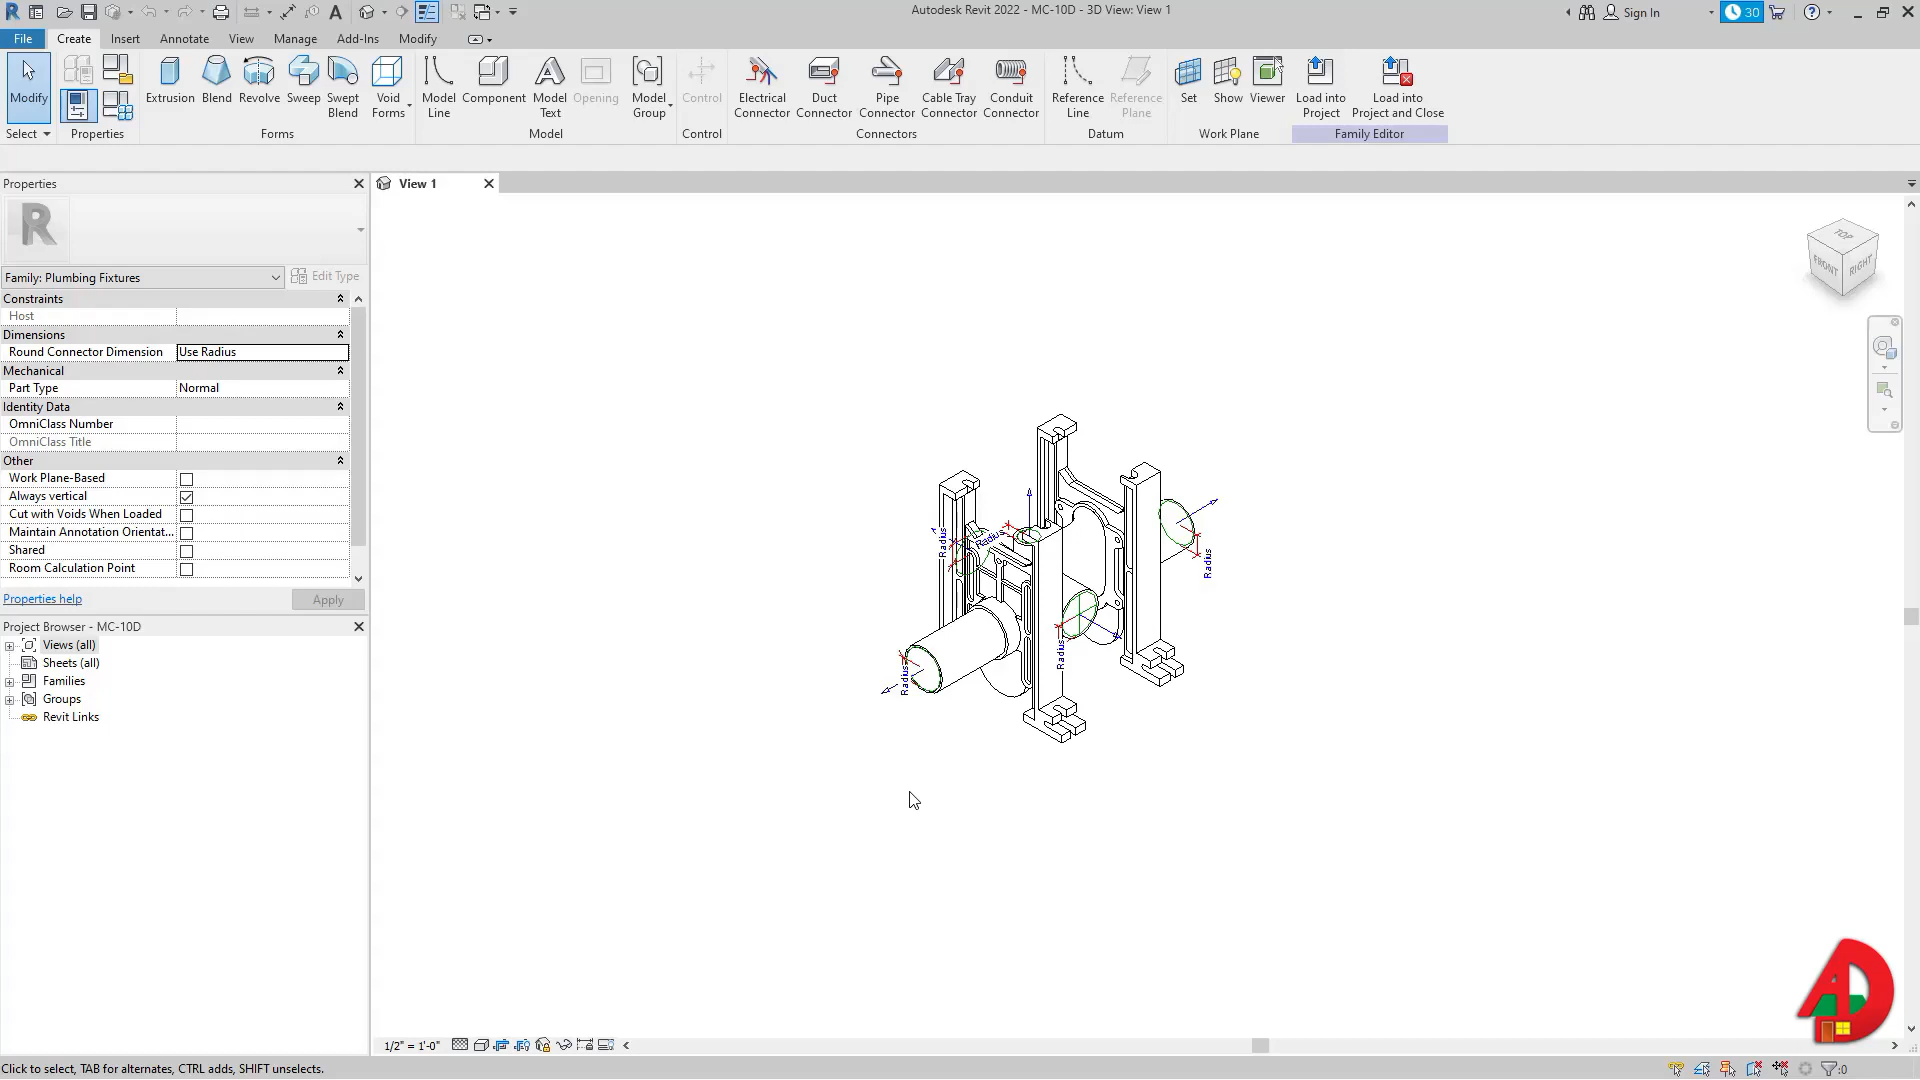 Autodesk Revit 2022 - MC-10D - 3D View: View 1
Sign In
30
File
Create
Insert
Annotate
View
Manage
Add-Ins
Modify
Modify
Extrusion
Blend
Revolve
Sweep
Swept
Blend
Void
Forms
Model
Line
Component
Model
Text
Opening
Model
Group
Control
Electrical
Connector
Duct
Connector
Pipe
Connector
Cable Tray
Connector
Conduit
Connector
Reference
Line
Reference
Plane
Set
Show
Viewer
Load into
Project
Load into
Project and Close
Select
Properties
Forms
Model
Control
Connectors
Datum
Work Plane
Family Editor
Properties
View 1
R
Family: Plumbing Fixtures
Edit Type
Constraints
Host
Dimensions
Round Connector Dimension
Use Radius
Mechanical
Part Type
Normal
Identity Data
OmniClass Number
OmniClass Title
Other
Work Plane-Based
Always vertical
Cut with Voids When Loaded
Maintain Annotation Orientat...
Shared
Room Calculation Point
Properties help
Apply
Project Browser - MC-10D
Views (all)
Sheets (all)
Families
Groups
Revit Links
TOP
FRONT
RIGHT
Radius
Radius
Radius
Radius
Radius
AD
1/2" = 1'-0"
Click to select, TAB for alternates, CTRL adds, SHIFT unselects.
:0